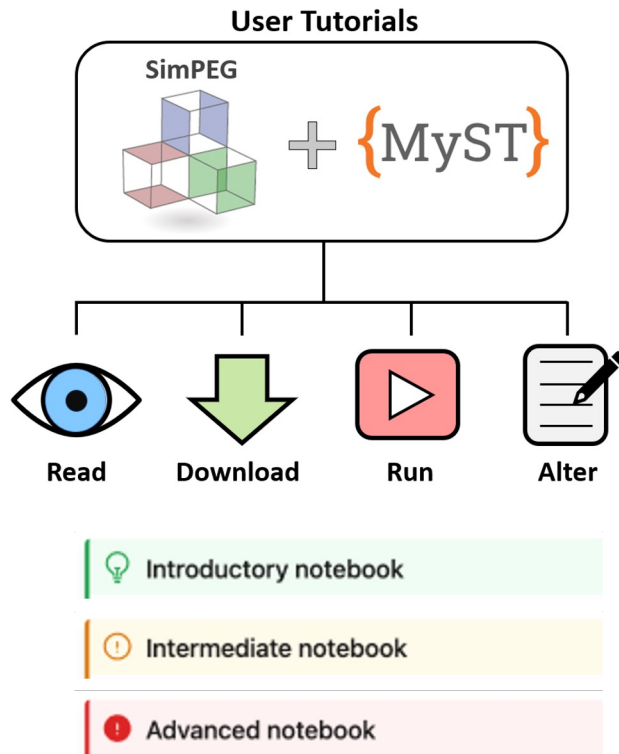 User Tutorials
SimPEG
{MyST}
Read Download Run Alter
Introductory notebook
Intermediate notebook
Advanced notebook